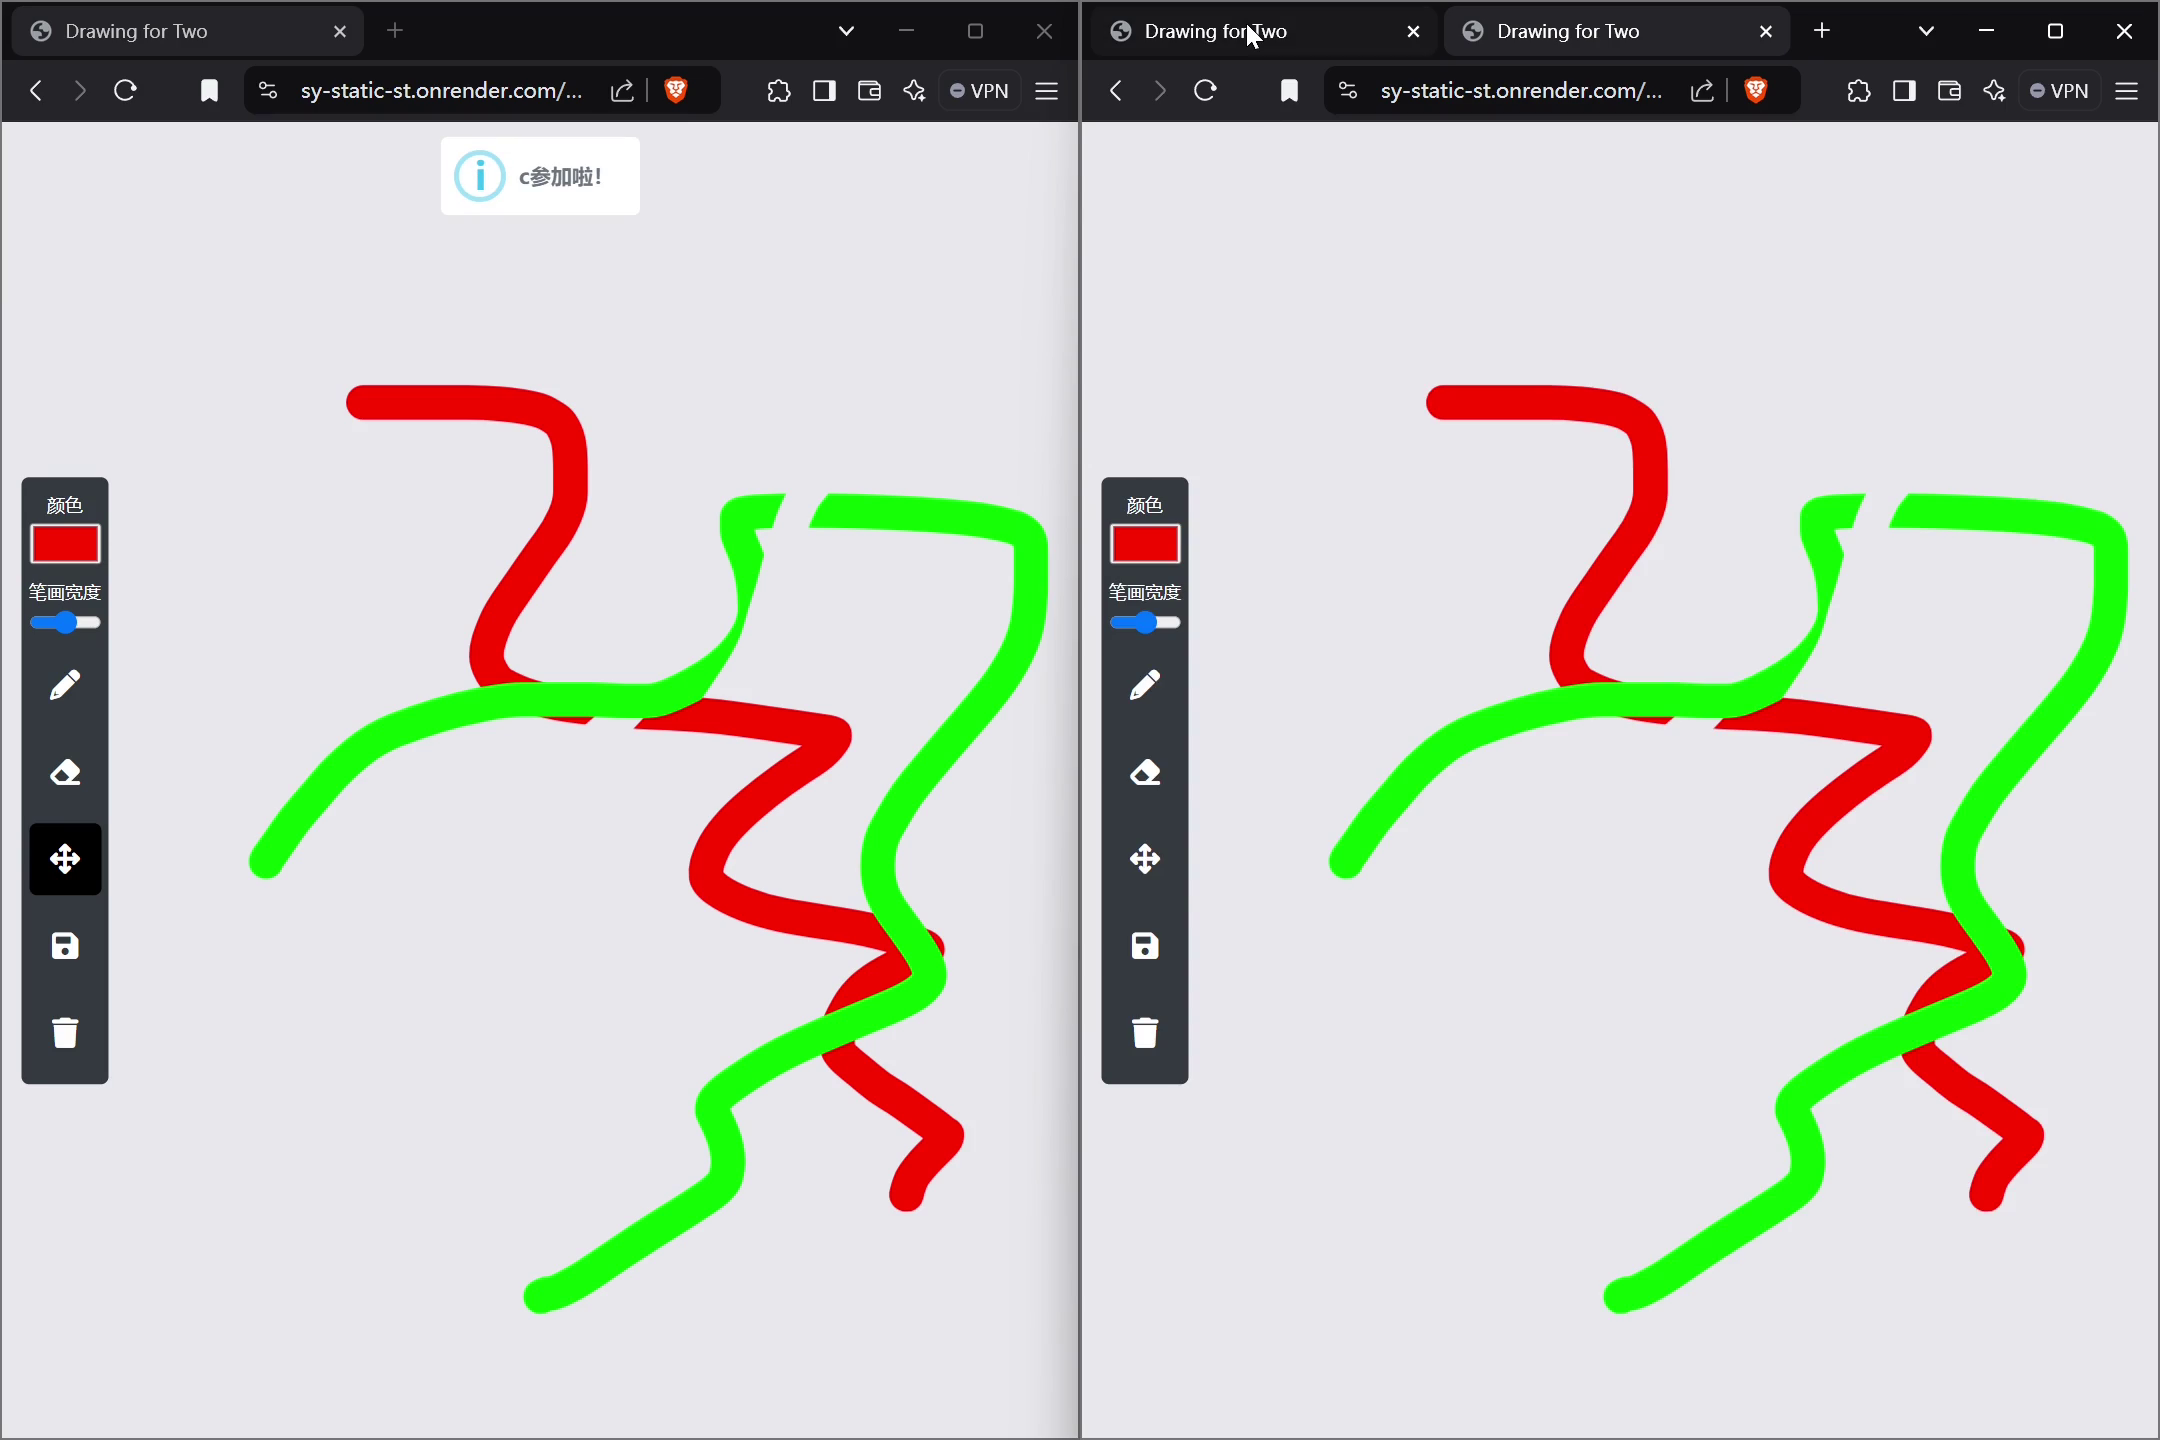 Drawing for Two
sy-static-st.onrender.com/...
VPN
c参加啦!
颜色
笔画宽度
Drawing for Two
Drawing for Two
sy-static-st.onrender.com/...
VPN
颜色
笔画宽度